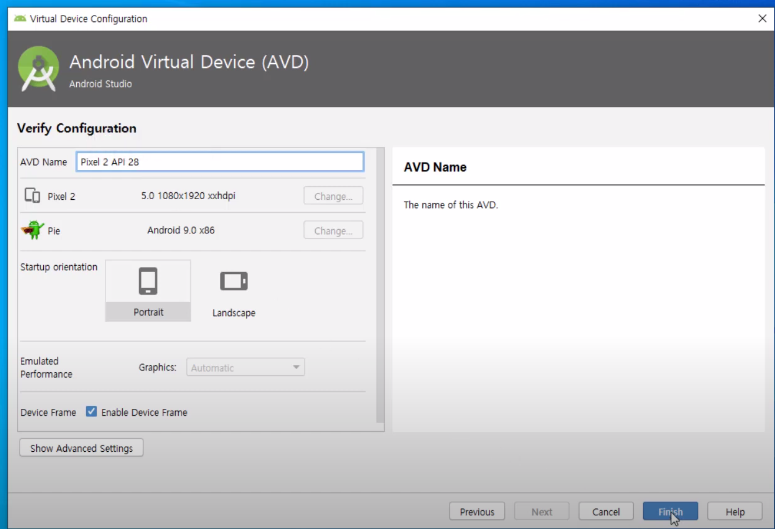 Virtual Device Configuration
Android Virtual Device (AVD)
Android Studio
Verify Configuration
AVD Name Pixel 2 API 28
Pixel 2 5.0 1080x1920 xxhdpi Change...
Pie Android 9.0 x86 Change...
Startup orientation
Portrait Landscape
Emulated
Performance
Graphics: Automatic
Device Frame Enable Device Frame
Show Advanced Settings
AVD Name
The name of this AVD.
Previous Next Cancel Finish Help